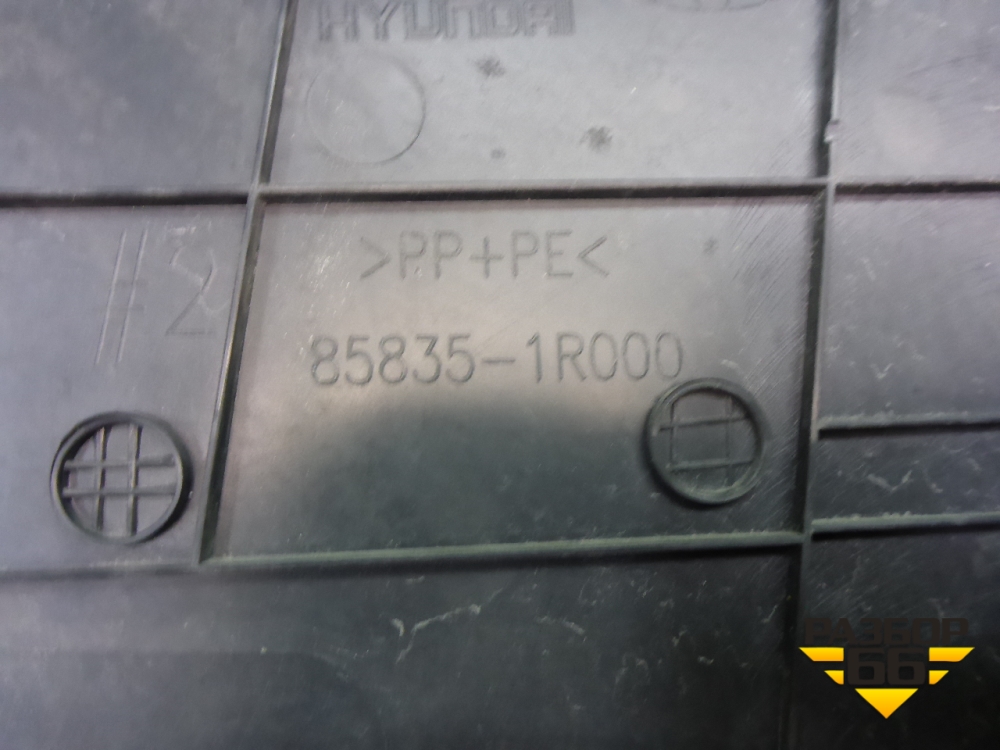 HYUNDAI
>PP+PE<
#2
85835-1R000
РАЗБОР
66